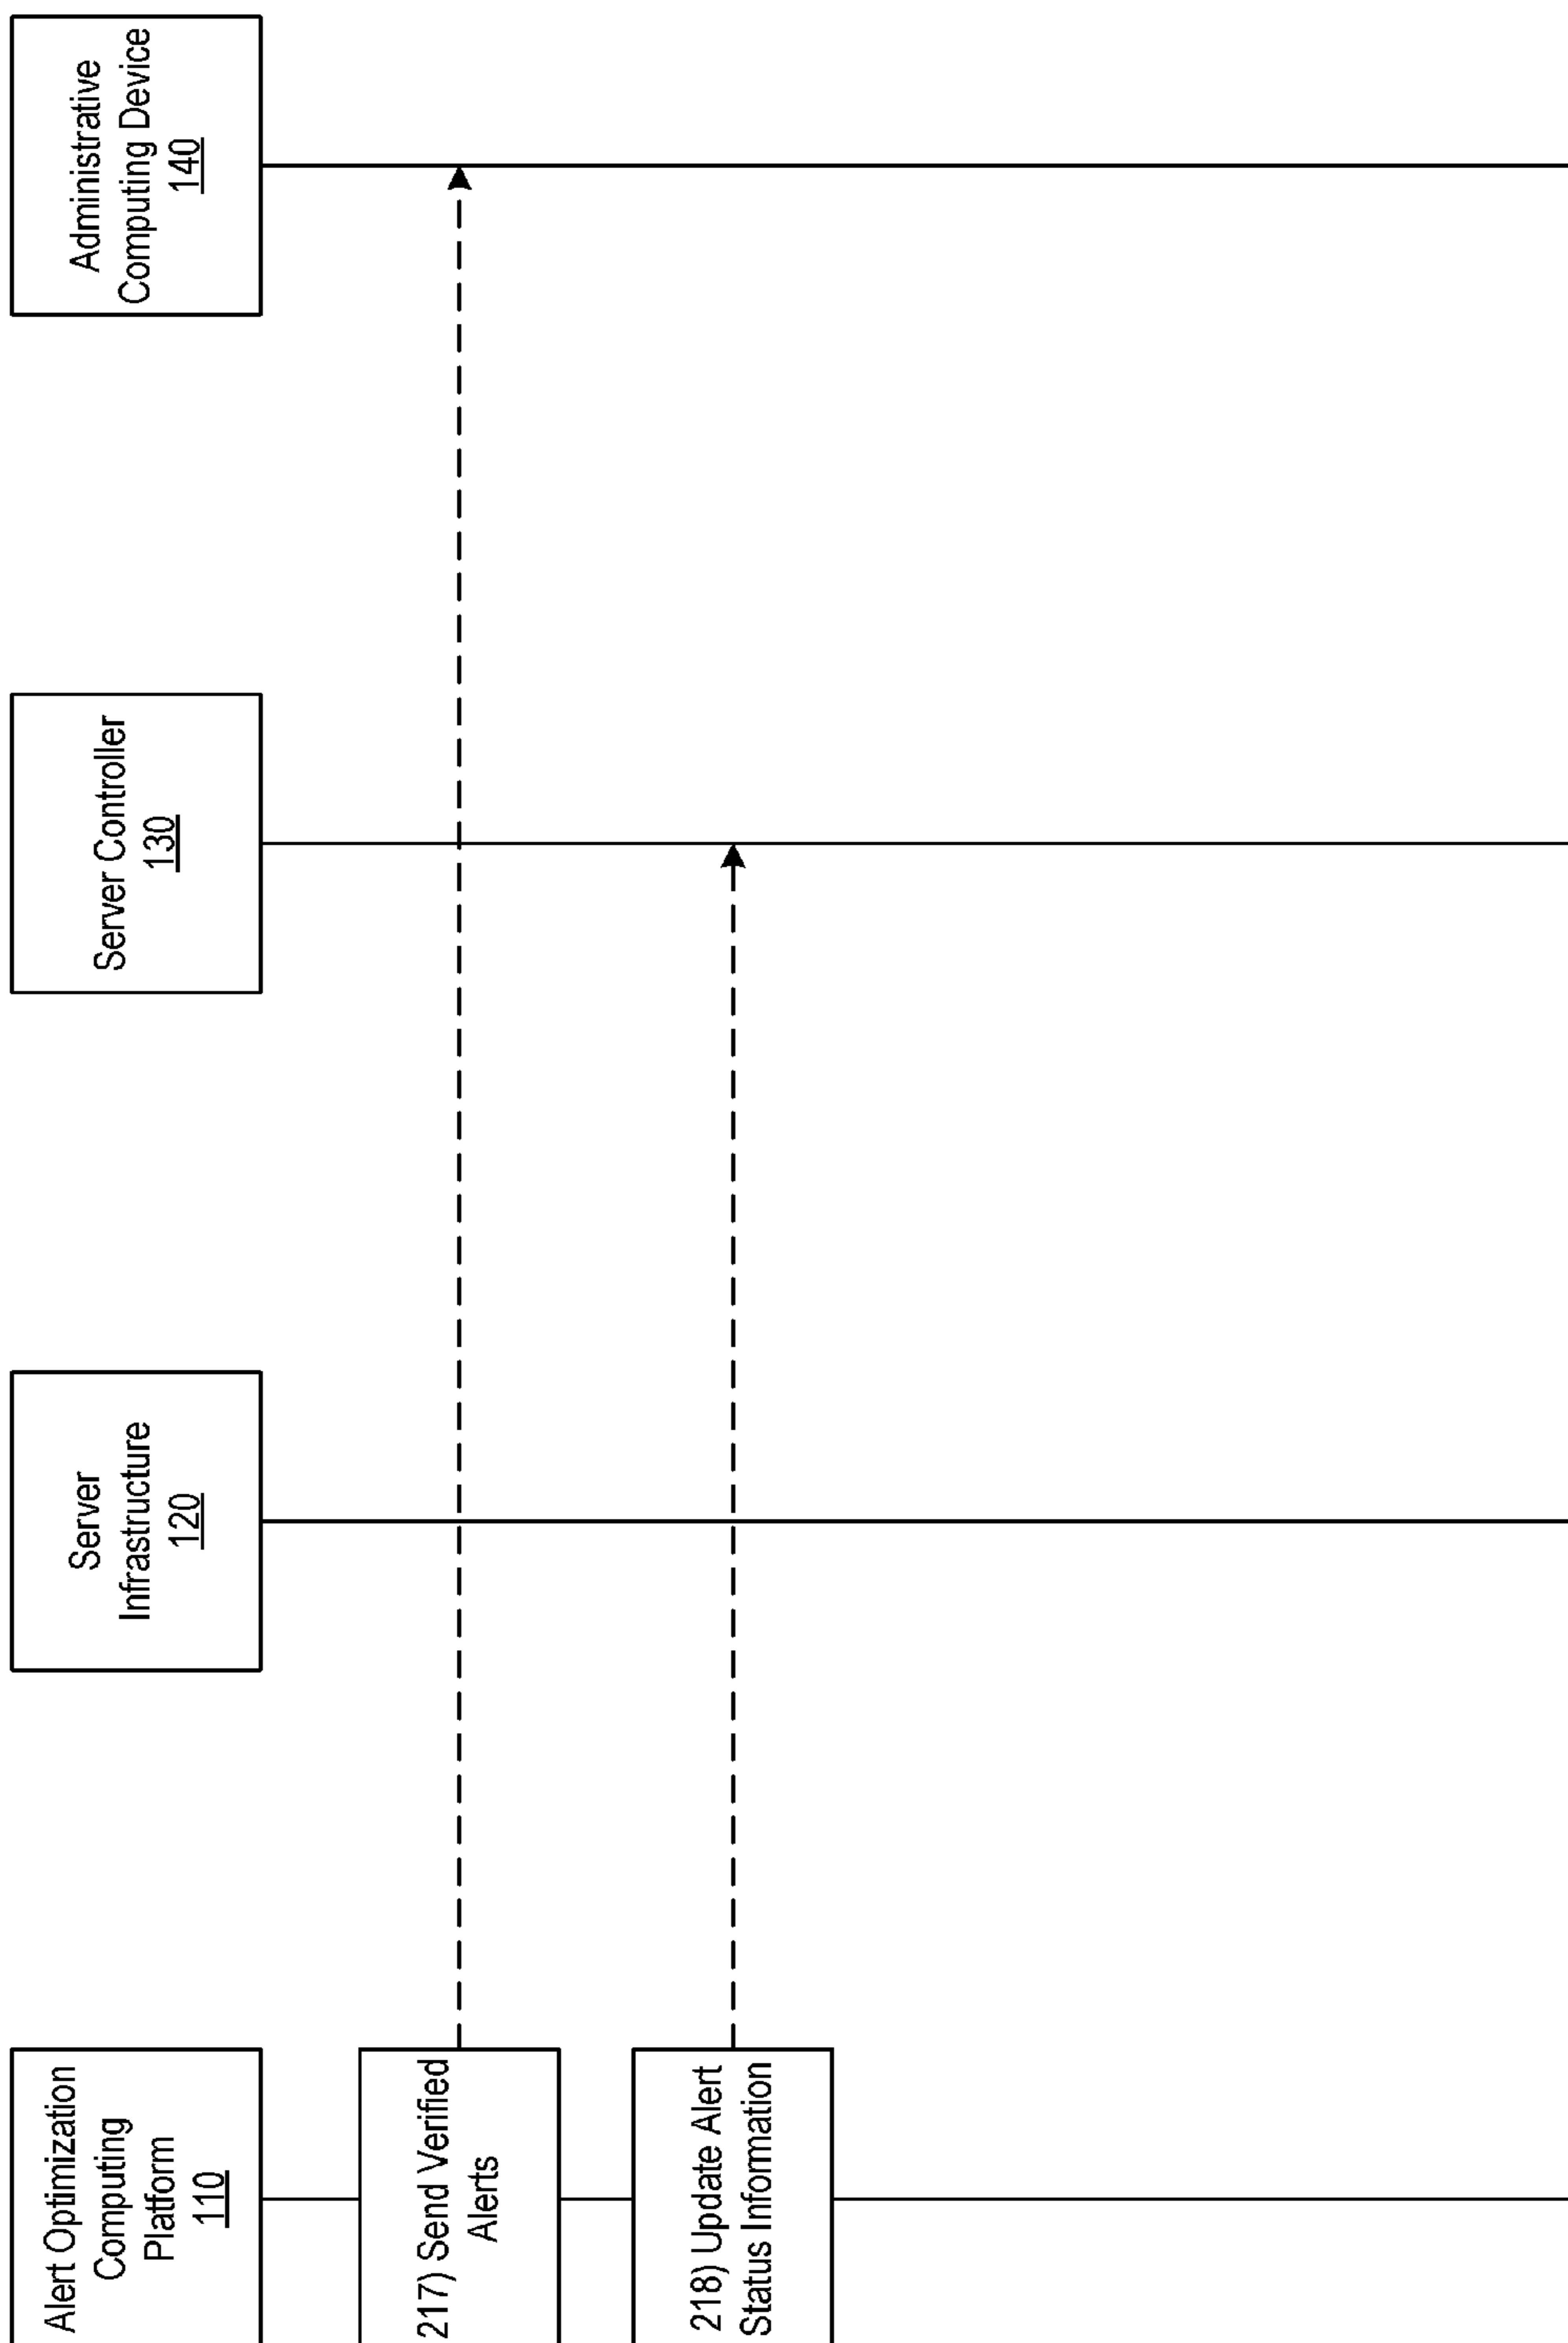 Alert Optimization
Computing
Platform
110
Server
Infrastructure
120
Server Controller
130
Administrative
Computing Device
140
217) Send Verified
Alerts
218) Update Alert
Status Information